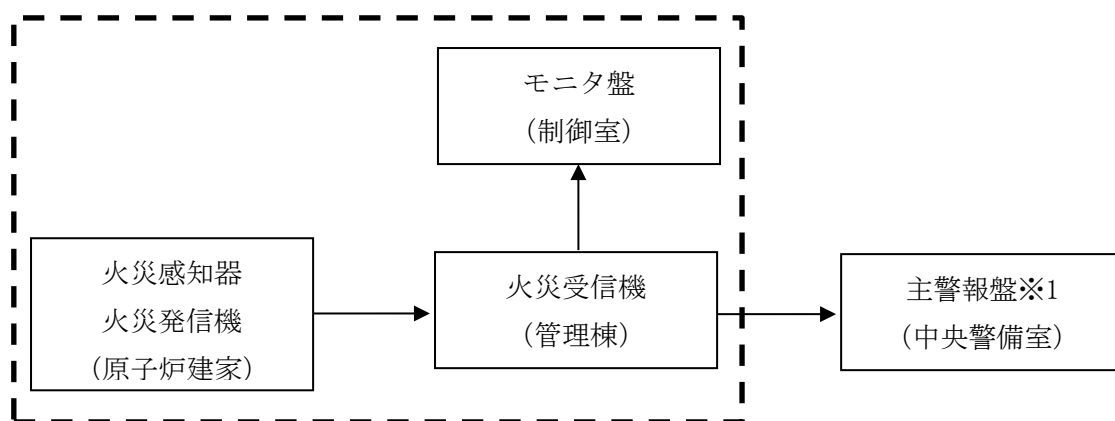 モニタ盤
（制御室）
火災感知器
火災発信機
（原子炉建家）
火災受信機
（管理棟）
主警報盤※1
（中央警備室）